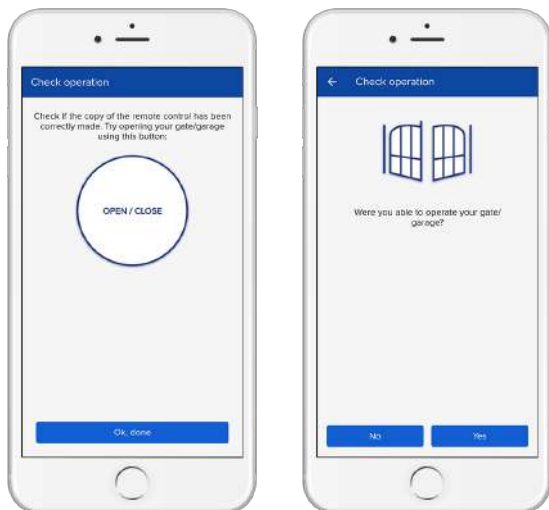 Check operation
Check if the copy of the remote control has been
correctly made. Try opening your gate/garage
using this button:
OPEN / CLOSE
Ok, done
Check operation
Were you able to operate your gate/
garage?
No
Yes